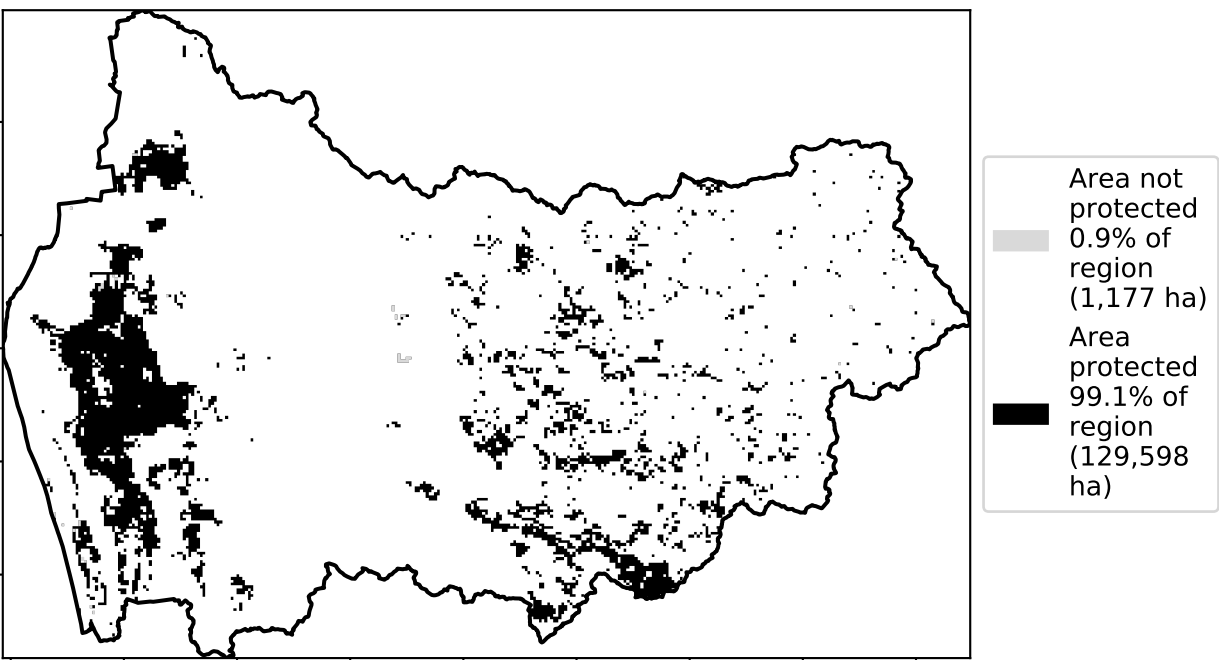 Area not
protected
0.9% of
region
(1,177 ha)
Area
protected
99.1% of
region
(129,598
ha)